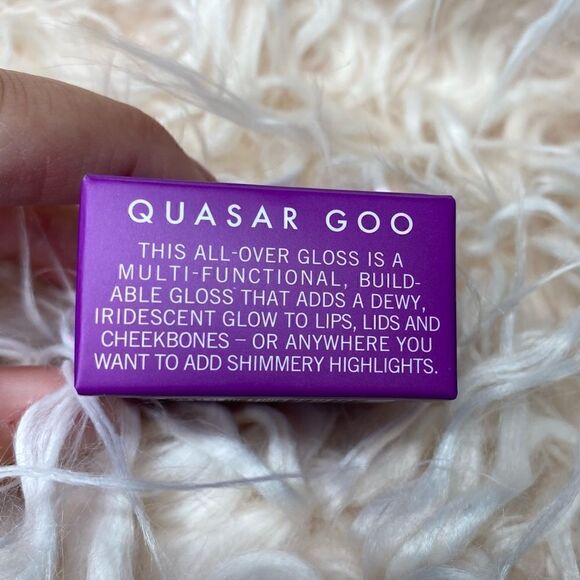 QUASAR GOO
THIS ALL-OVER GLOSS IS A
MULTI-FUNCTIONAL, BUILD-
ABLE GLOSS THAT ADDS A DEWY,
IRIDESCENT GLOW TO LIPS, LIDS AND
CHEEKBONES – OR ANYWHERE YOU
WANT TO ADD SHIMMERY HIGHLIGHTS.